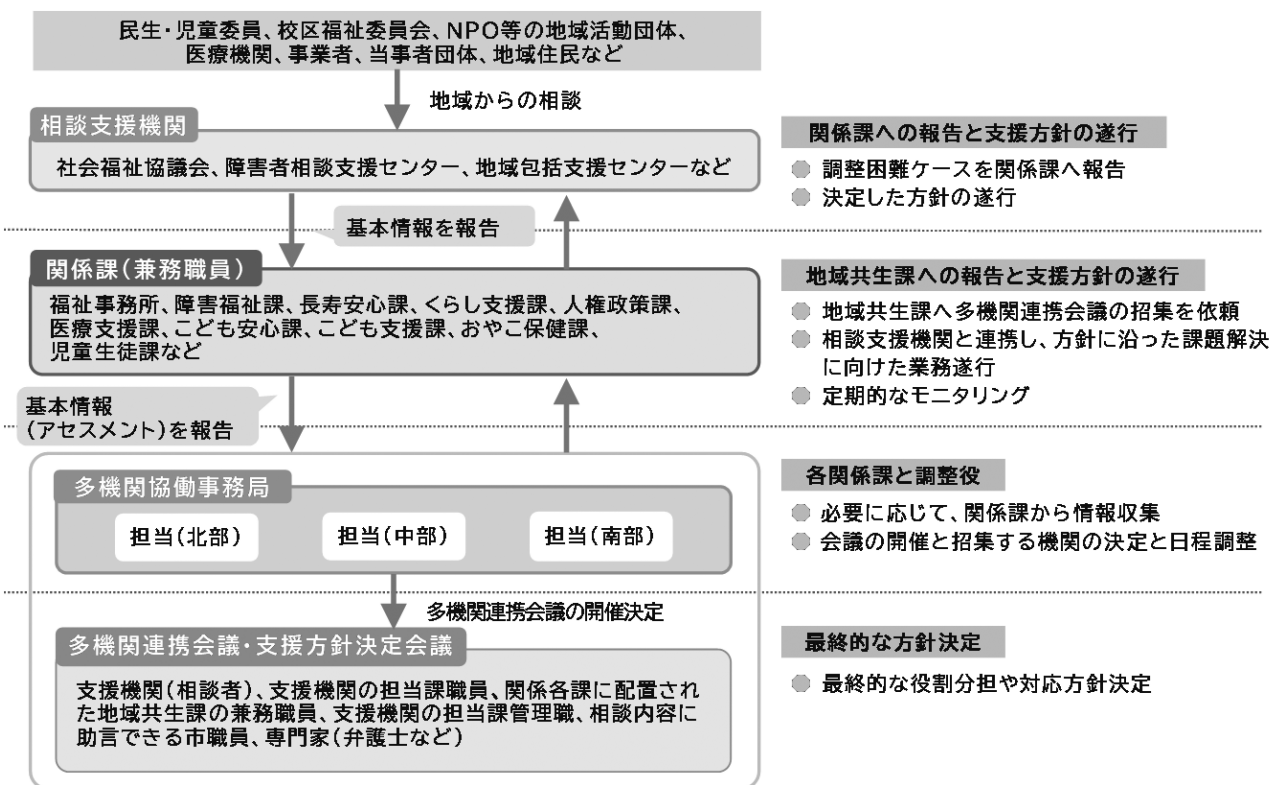 民生・児童委員、校区福祉委員会、NPO等の地域活動団体、
医療機関、事業者、当事者団体、地域住民など
地域からの相談
相談支援機関
社会福祉協議会、障害者相談支援センター、地域包括支援センターなど
関係課への報告と支援方針の遂行
調整困難ケースを関係課へ報告
決定した方針の遂行
基本情報を報告
関係課(兼務職員)
福祉事務所、障害福祉課、長寿安心課、くらし支援課、人権政策課、
医療支援課、こども安心課、こども支援課、おやこ保健課、
児童生徒課など
地域共生課への報告と支援方針の遂行
地域共生課へ多機関連携会議の招集を依頼
相談支援機関と連携し、方針に沿った課題解決
に向けた業務遂行
定期的なモニタリング
基本情報
(アセスメント)を報告
多機関協働事務局
担当(北部)
担当(中部)
担当(南部)
各関係課と調整役
必要に応じて、関係課から情報収集
会議の開催と招集する機関の決定と日程調整
多機関連携会議の開催決定
多機関連携会議・支援方針決定会議
支援機関(相談者)、支援機関の担当課職員、関係各課に配置され
た地域共生課の兼務職員、支援機関の担当課管理職、相談内容に
助言できる市職員、専門家(弁護士など)
最終的な方針決定
最終的な役割分担や対応方針決定